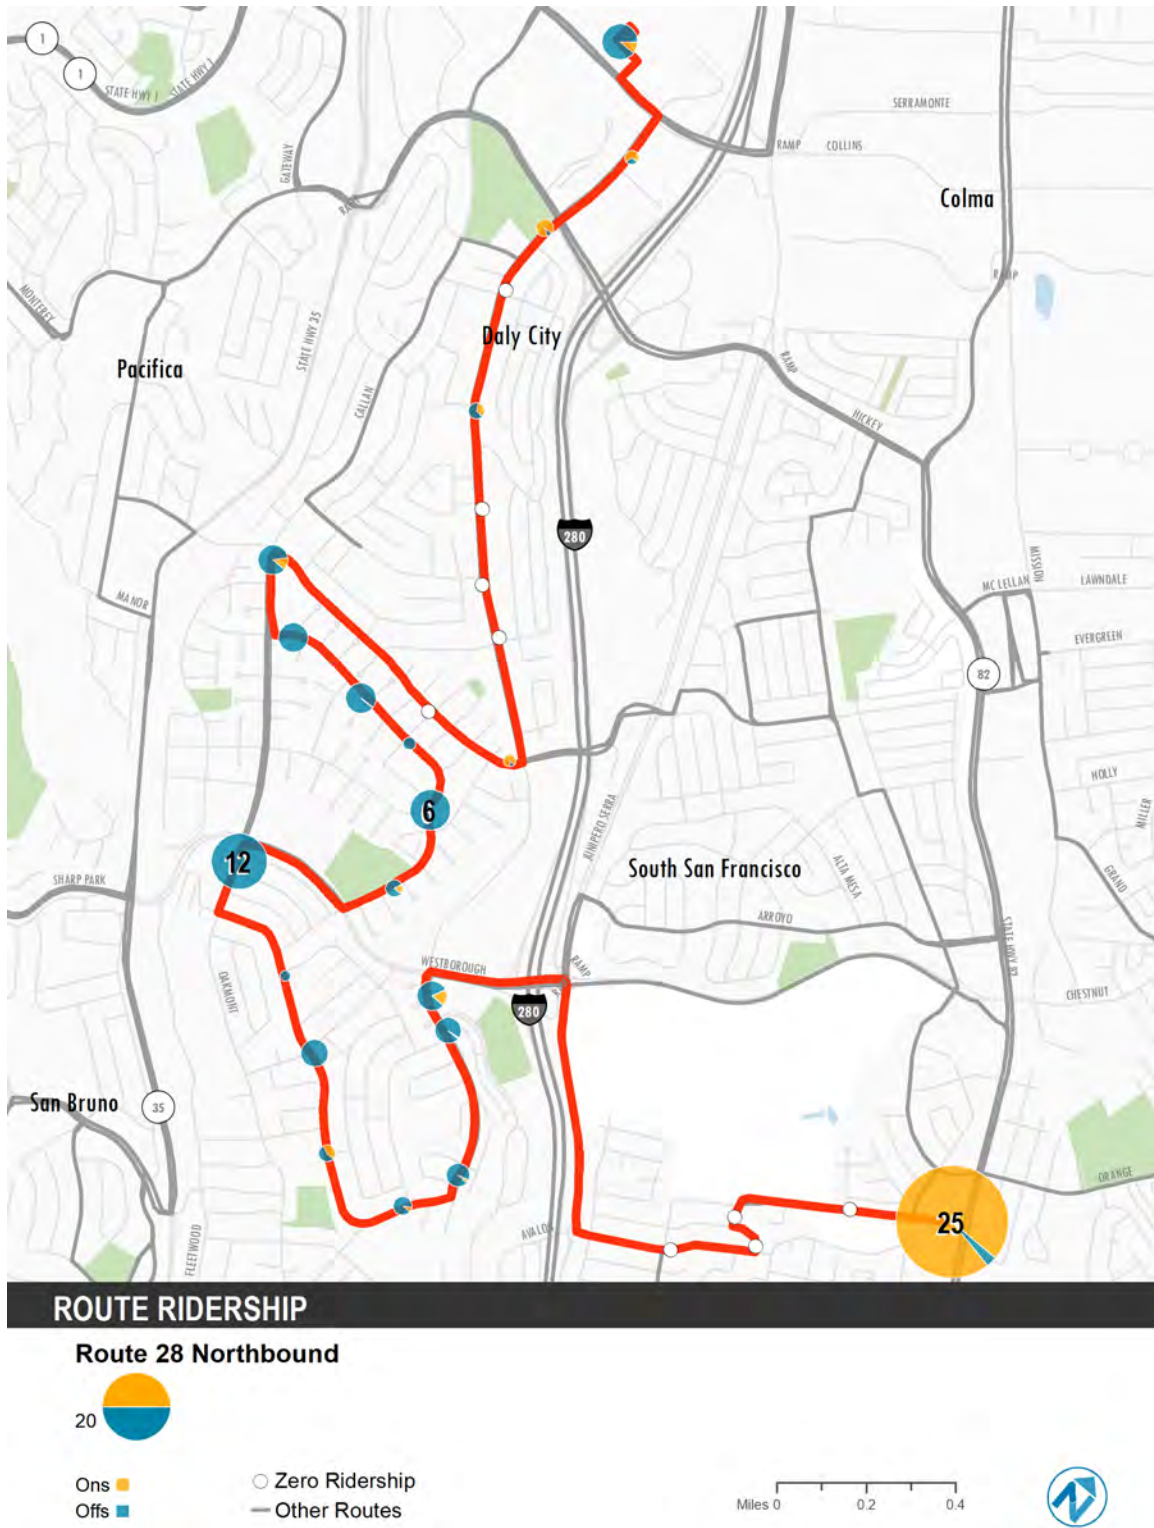 1
1
STATE HWY 1
STATE HWY 1
SERRAMONTE
GATEWAY
RAMP
COLLINS
Colma
MONTEREY
STATE HWY 35
Daly City
Pacifica
CALLAN
RAMP
HICKEY
280
MANOR
MISSION
MC LELLAN
LAWNDALE
EVERGREEN
82
HOLLY
MILLER
JUNIPERO SERRA
6
12
SHARP PARK
South San Francisco
ALTA MESA
GRAND
ARROYO
STATE HWY 82
WESTBOROUGH
RAMP
OAKMONT
280
CHESTNUT
San Bruno
35
ORANGE
25
AVALON
FLEETWOOD
ROUTE RIDERSHIP
Route 28 Northbound
20
Ons
Offs
Zero Ridership
Other Routes
Miles 0 0.2 0.4